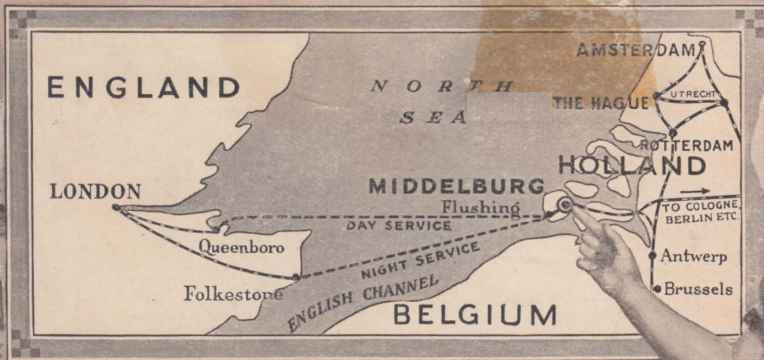 ENGLAND
NORTH
SEA
AMSTERDAM
UTRECHT
THE HAGUE
ROTTERDAM
HOLLAND
MIDDELBURG
LONDON
Flushing
TO COLOGNE
BERLIN ETC.
DAY SERVICE
Queenboro
NIGHT SERVICE
Antwerp
Folkestone
ENGLISH CHANNEL
BELGIUM
Brussels